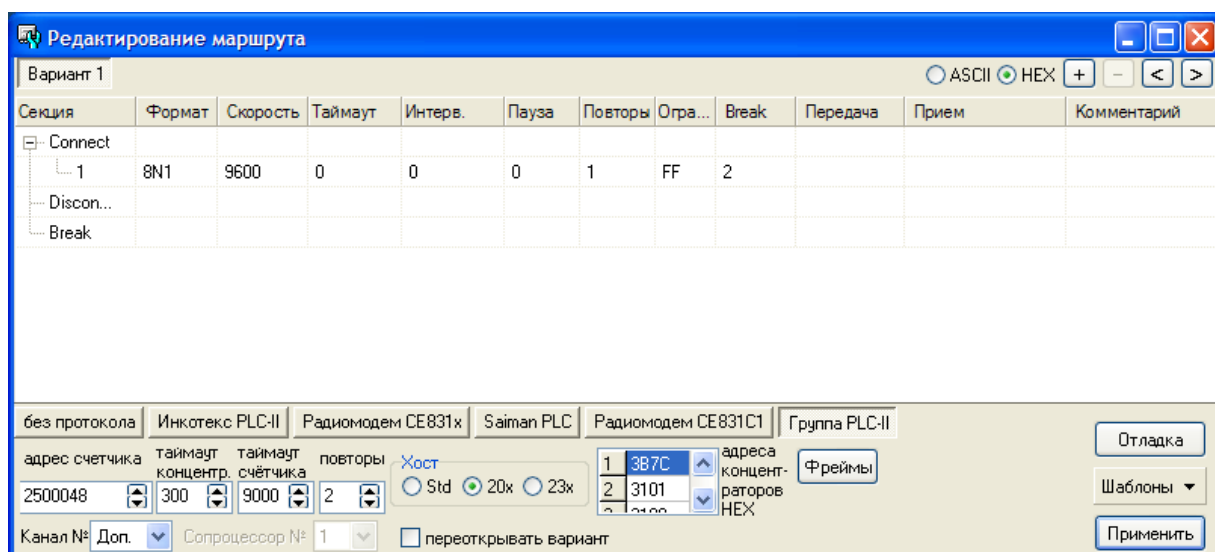 Редактирование маршрута
Вариант 1 ASCII HEX + - < >
Секция Формат Скорость Таймаут Интерв. Пауза Повторы Огра... Break Передача Прием Комментарий
Connect
1 8N1 9600 0 0 0 1 FF 2
Discon...
Break
без протокола Инкотекс PLC-II Радиомодем CE831x Saiman PLC Радиомодем CE831C1 Группа PLC-II
адрес счетчика
2500048
таймаут
концентр.
300
таймаут
счётчика
9000
повторы
2
Хост
Std 20x 23x
1 3B7C
2 3101
адреса
концент-
раторов
HEX
Фреймы
Отладка
Шаблоны
Применить
Канал № Доп. Сопроцессор № 1 переоткрывать вариант